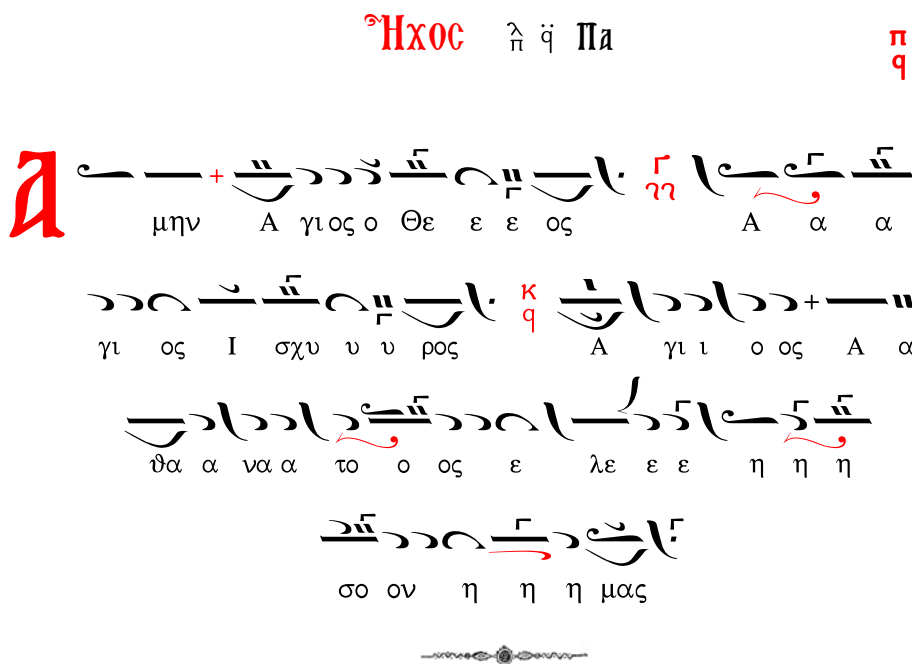 Ἦχος λ π q̈ Πα
π q
Α μην Α γι ος ο Θε ε ε ος Α α α
γι ος Ι σχυ υ υ ρος κ q Α γι ι ο ος Α α
θα α να α το ο ος ε λε ε ε η η η
σο ον η η η μας